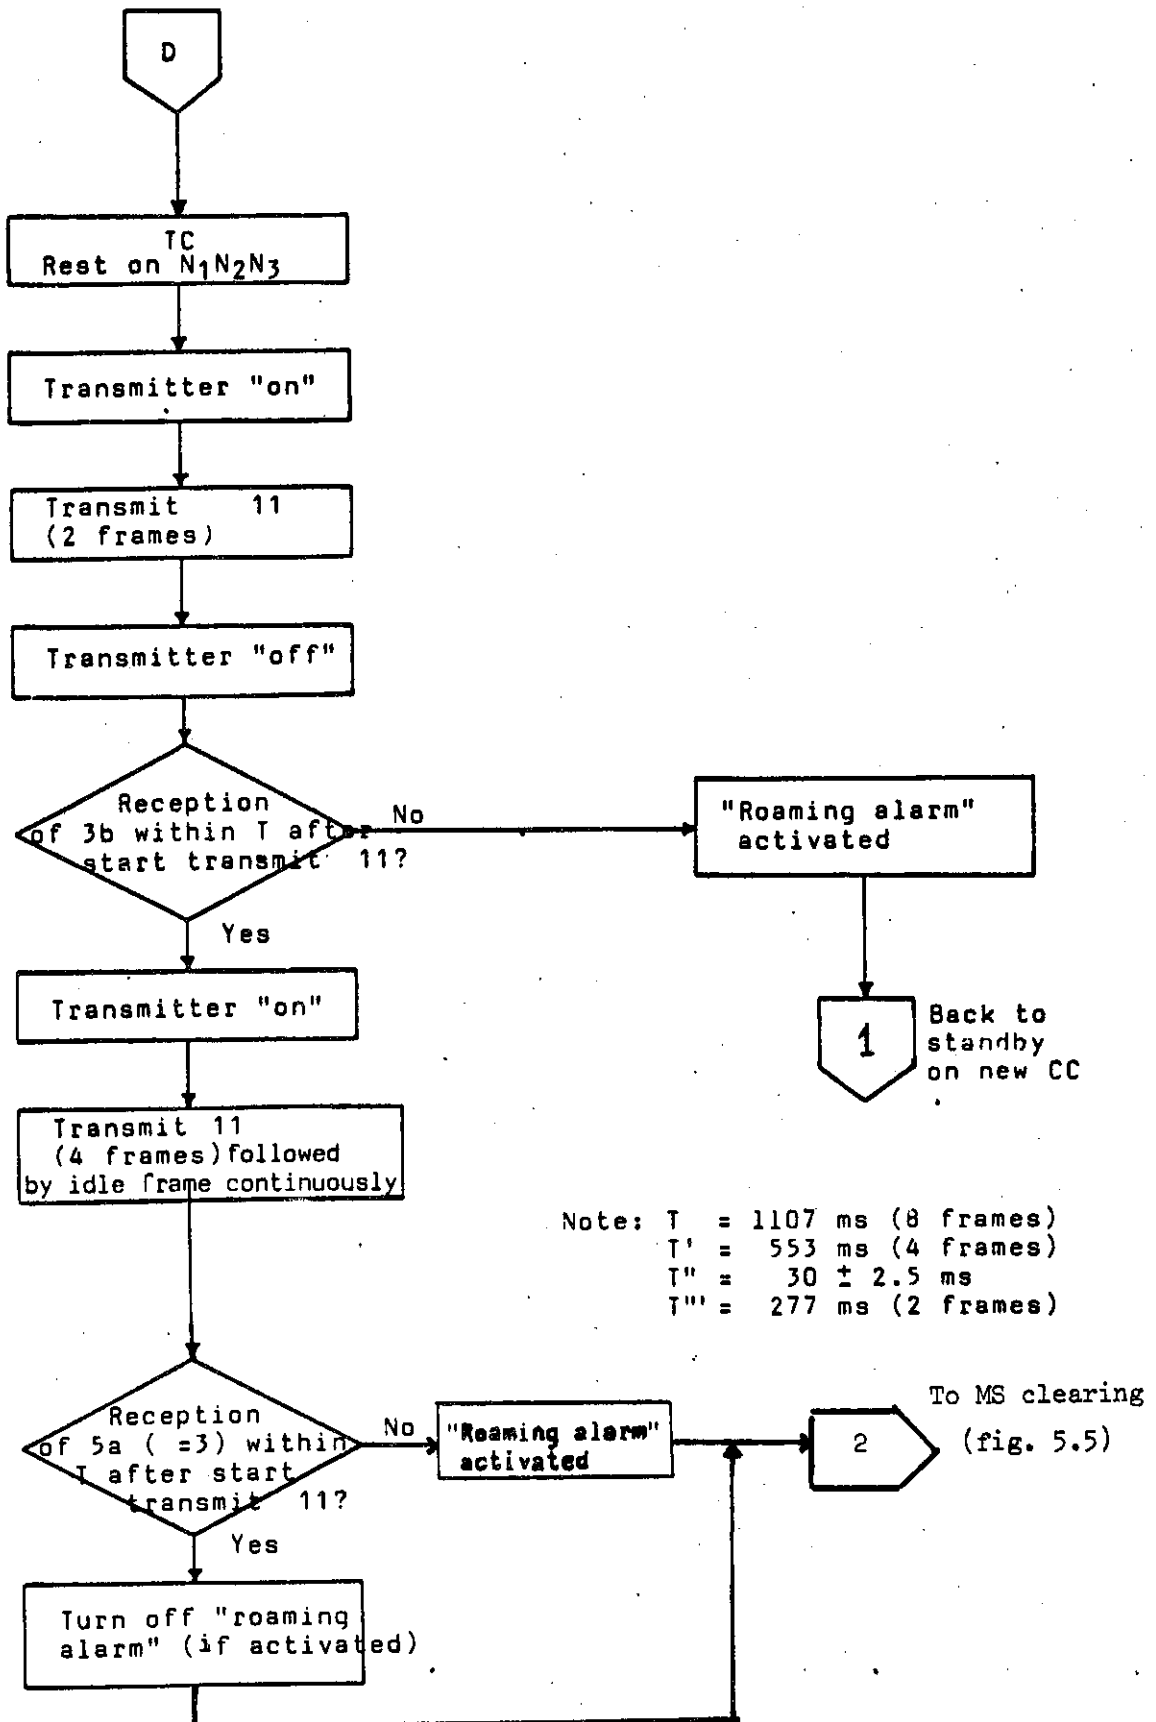 D
TC
Rest on N1N2N3
Transmitter "on"
Transmit 11
(2 frames)
Transmitter "off"
Reception
of 3b within T after
start transmit 11?
No
"Roaming alarm"
activated
Yes
Transmitter "on"
1
Back to
standby
on new CC
Transmit 11
(4 frames) followed
by idle frame continuously
Note: T = 1107 ms (8 frames)
T' = 553 ms (4 frames)
T" = 30 ± 2.5 ms
T"' = 277 ms (2 frames)
Reception
of 5a ( =3) within
T after start
transmit 11?
No
"Roaming alarm"
activated
2
To MS clearing
(fig. 5.5)
Yes
Turn off "roaming
alarm" (if activated)